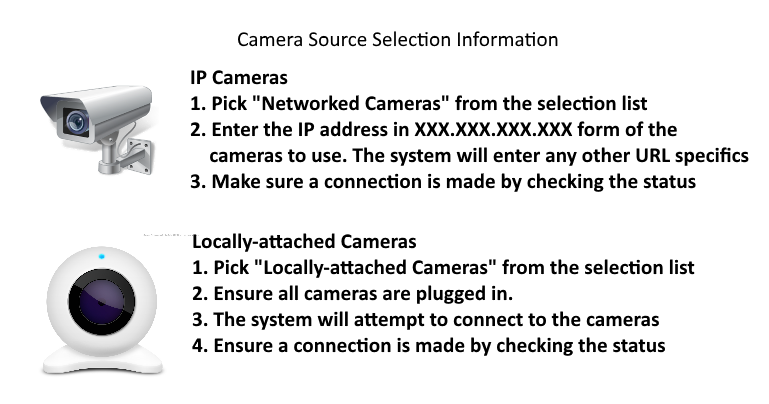 Camera Source Selection Information
IP Cameras
1. Pick "Networked Cameras" from the selection list
2. Enter the IP address in XXX.XXX.XXX.XXX form of the
cameras to use. The system will enter any other URL specifics
3. Make sure a connection is made by checking the status
Locally-attached Cameras
1. Pick "Locally-attached Cameras" from the selection list
2. Ensure all cameras are plugged in.
3. The system will attempt to connect to the cameras
4. Ensure a connection is made by checking the status